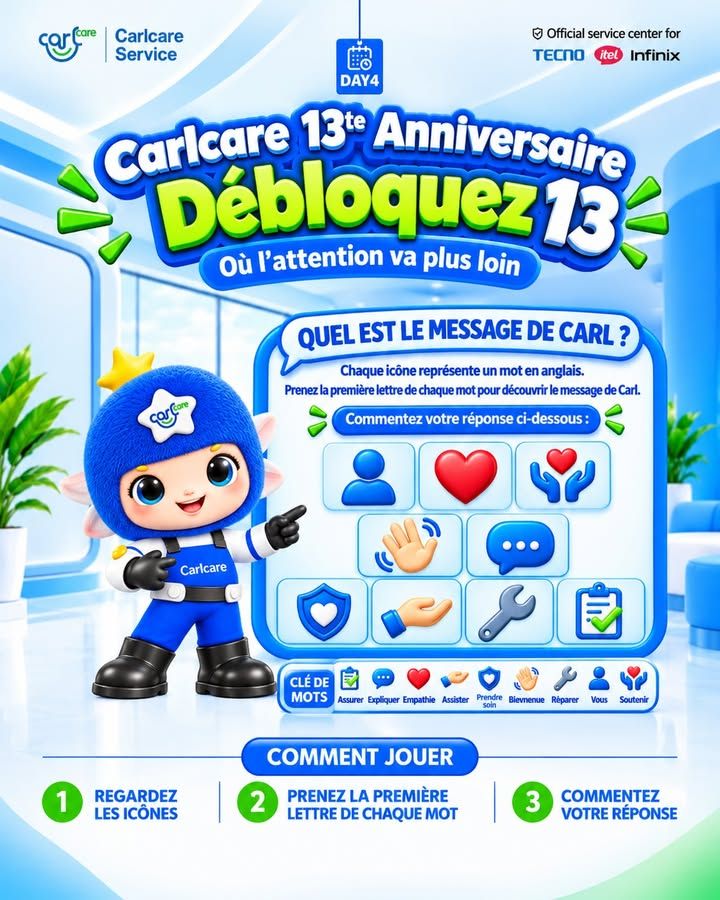 Carlcare
Carlcare
Service
Official service center for
TECNO itel Infinix
DAY4
Carlcare 13te Anniversaire
Débloquez 13
Où l'attention va plus loin
QUEL EST LE MESSAGE DE CARL ?
Chaque icône représente un mot en anglais.
Prenez la première lettre de chaque mot pour découvrir le message de Carl.
Commentez votre réponse ci-dessous :
Carlcare
Carlcare
CLÉ DE
MOTS
Assurer Expliquer Empathie Assister Prendre soin Bievnenue Réparer Vous Soutenir
COMMENT JOUER
1 REGARDEZ
LES ICÔNES
2 PRENEZ LA PREMIÈRE
LETTRE DE CHAQUE MOT
3 COMMENTEZ
VOTRE RÉPONSE